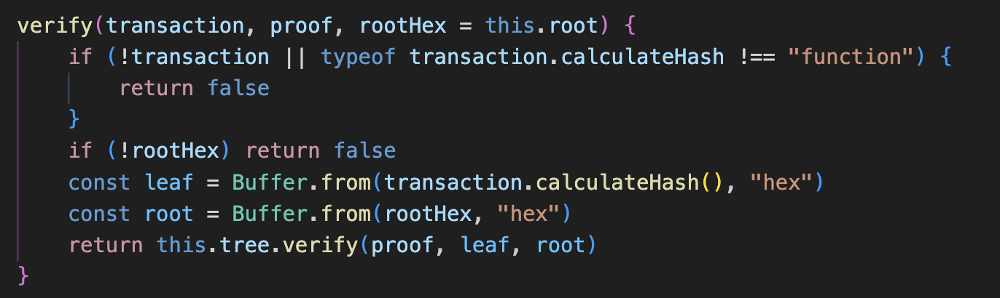 verify(transaction, proof, rootHex = this.root) {
    if (!transaction || typeof transaction.calculateHash !== "function") {
        return false
    }
    if (!rootHex) return false
    const leaf = Buffer.from(transaction.calculateHash(), "hex")
    const root = Buffer.from(rootHex, "hex")
    return this.tree.verify(proof, leaf, root)
}